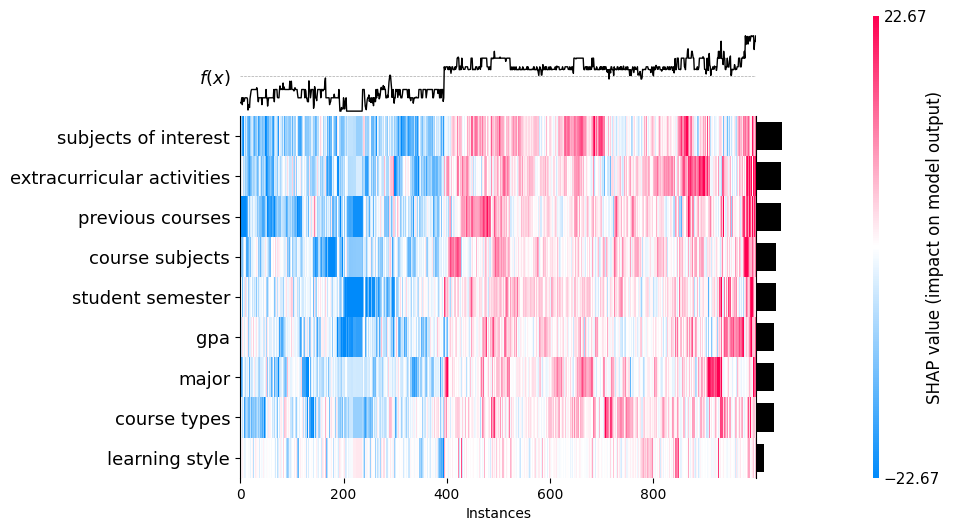 22.67
f(x)
subjects of interest
extracurricular activities
previous courses
course subjects
student semester
gpa
major
course types
learning style
−22.67
0 200 400 600 800
Instances
SHAP value (impact on model output)